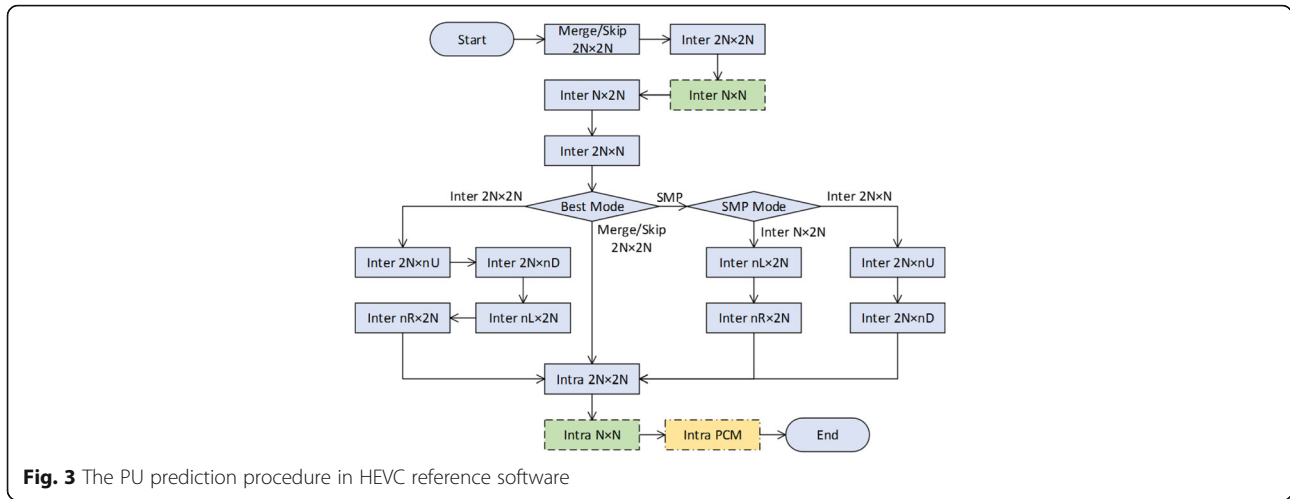 Start
Merge/Skip
2N×2N
Inter 2N×2N
Inter N×2N
Inter N×N
Inter 2N×N
Inter 2N×2N
Best Mode
SMP
SMP Mode
Inter 2N×N
Merge/Skip
2N×2N
Inter N×2N
Inter 2N×nU
Inter 2N×nD
Inter nL×2N
Inter 2N×nU
Inter nR×2N
Inter nL×2N
Inter nR×2N
Inter 2N×nD
Intra 2N×2N
Intra N×N
Intra PCM
End
Fig. 3 The PU prediction procedure in HEVC reference software